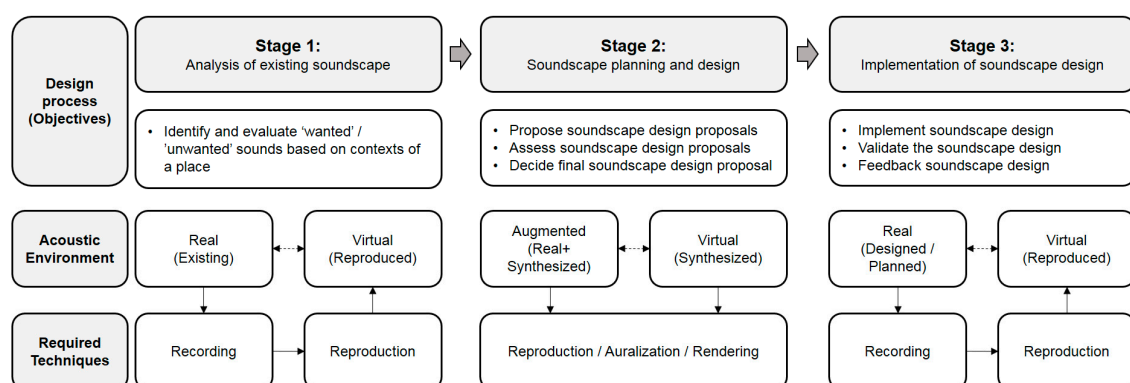 Design
process
(Objectives)
Stage 1:
Analysis of existing soundscape
Stage 2:
Soundscape planning and design
Stage 3:
Implementation of soundscape design
• Identify and evaluate ‘wanted’ /
‘unwanted’ sounds based on contexts of
a place
• Propose soundscape design proposals
• Assess soundscape design proposals
• Decide final soundscape design proposal
• Implement soundscape design
• Validate the soundscape design
• Feedback soundscape design
Acoustic
Environment
Real
(Existing)
Virtual
(Reproduced)
Augmented
(Real+
Synthesized)
Virtual
(Synthesized)
Real
(Designed /
Planned)
Virtual
(Reproduced)
Required
Techniques
Recording
Reproduction
Reproduction / Auralization / Rendering
Recording
Reproduction